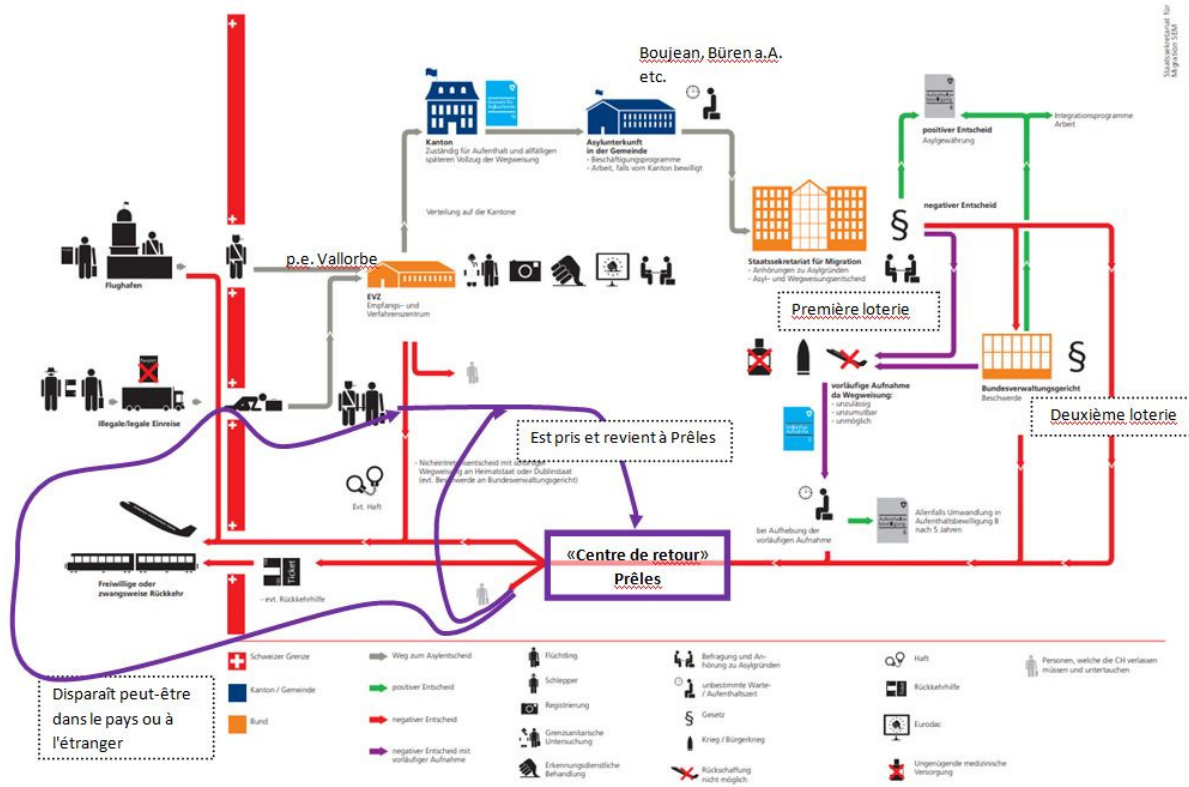 Staatssekretariat für
Migration SEM
Boujean, Büren a.A.
etc.
positiver Entscheid
Asylgewährung
Integrationsprogramme
Arbeit
Kanton
Zuständig für Aufenthalt und allfälligen
späteren Vollzug der Wegweisung
Asylunterkunft
in der Gemeinde
- Beschäftigungsprogramme
- Arbeit, falls vom Kanton bewilligt
Verteilung auf die Kantone
negativer Entscheid
§
Flughafen
p.e. Vallorbe
EVZ
Empfangs- und
Verfahrenszentrum
Staatssekretariat für Migration
- Anhörungen zu Asylgründen
- Asyl- und Wegweisungsentscheid
Première loterie
§
Bundesverwaltungsgericht
Beschwerde
Deuxième loterie
vorläufige Aufnahme
da Wegweisung:
- unzulässig
- unzumutbar
- unmöglich
Illegale/legale Einreise
Est pris et revient à Prêles
- Nichteintretensentscheid mit sofortiger
Wegweisung an Heimatstaat oder Dublinstaat
(evt. Beschwerde an Bundesverwaltungsgericht)
Evt. Haft
bei Aufhebung der
vorläufigen Aufnahme
Allenfalls Umwandlung in
Aufenthaltsbewilligung B
nach 5 Jahren
«Centre de retour»
Prêles
Freiwillige oder
zwangsweise Rückkehr
Ticket
- evt. Rückkehrhilfe
Disparaît peut-être
dans le pays ou à
l'étranger
Schweizer Grenze
Kanton / Gemeinde
Bund
Weg zum Asylentscheid
positiver Entscheid
negativer Entscheid
negativer Entscheid mit
vorläufiger Aufnahme
Flüchtling
Schlepper
Registrierung
Grenzsanitarische
Untersuchung
Erkennungsdienstliche
Behandlung
Befragung und An-
hörung zu Asylgründen
unbestimmte Warte-
/ Aufenthaltszeit
§
Gesetz
Krieg / Bürgerkrieg
Rückschaffung
nicht möglich
Haft
Rückkehrhilfe
Eurodac
Ungenügende medizinische
Versorgung
Personen, welche die CH verlassen
müssen und untertauchen